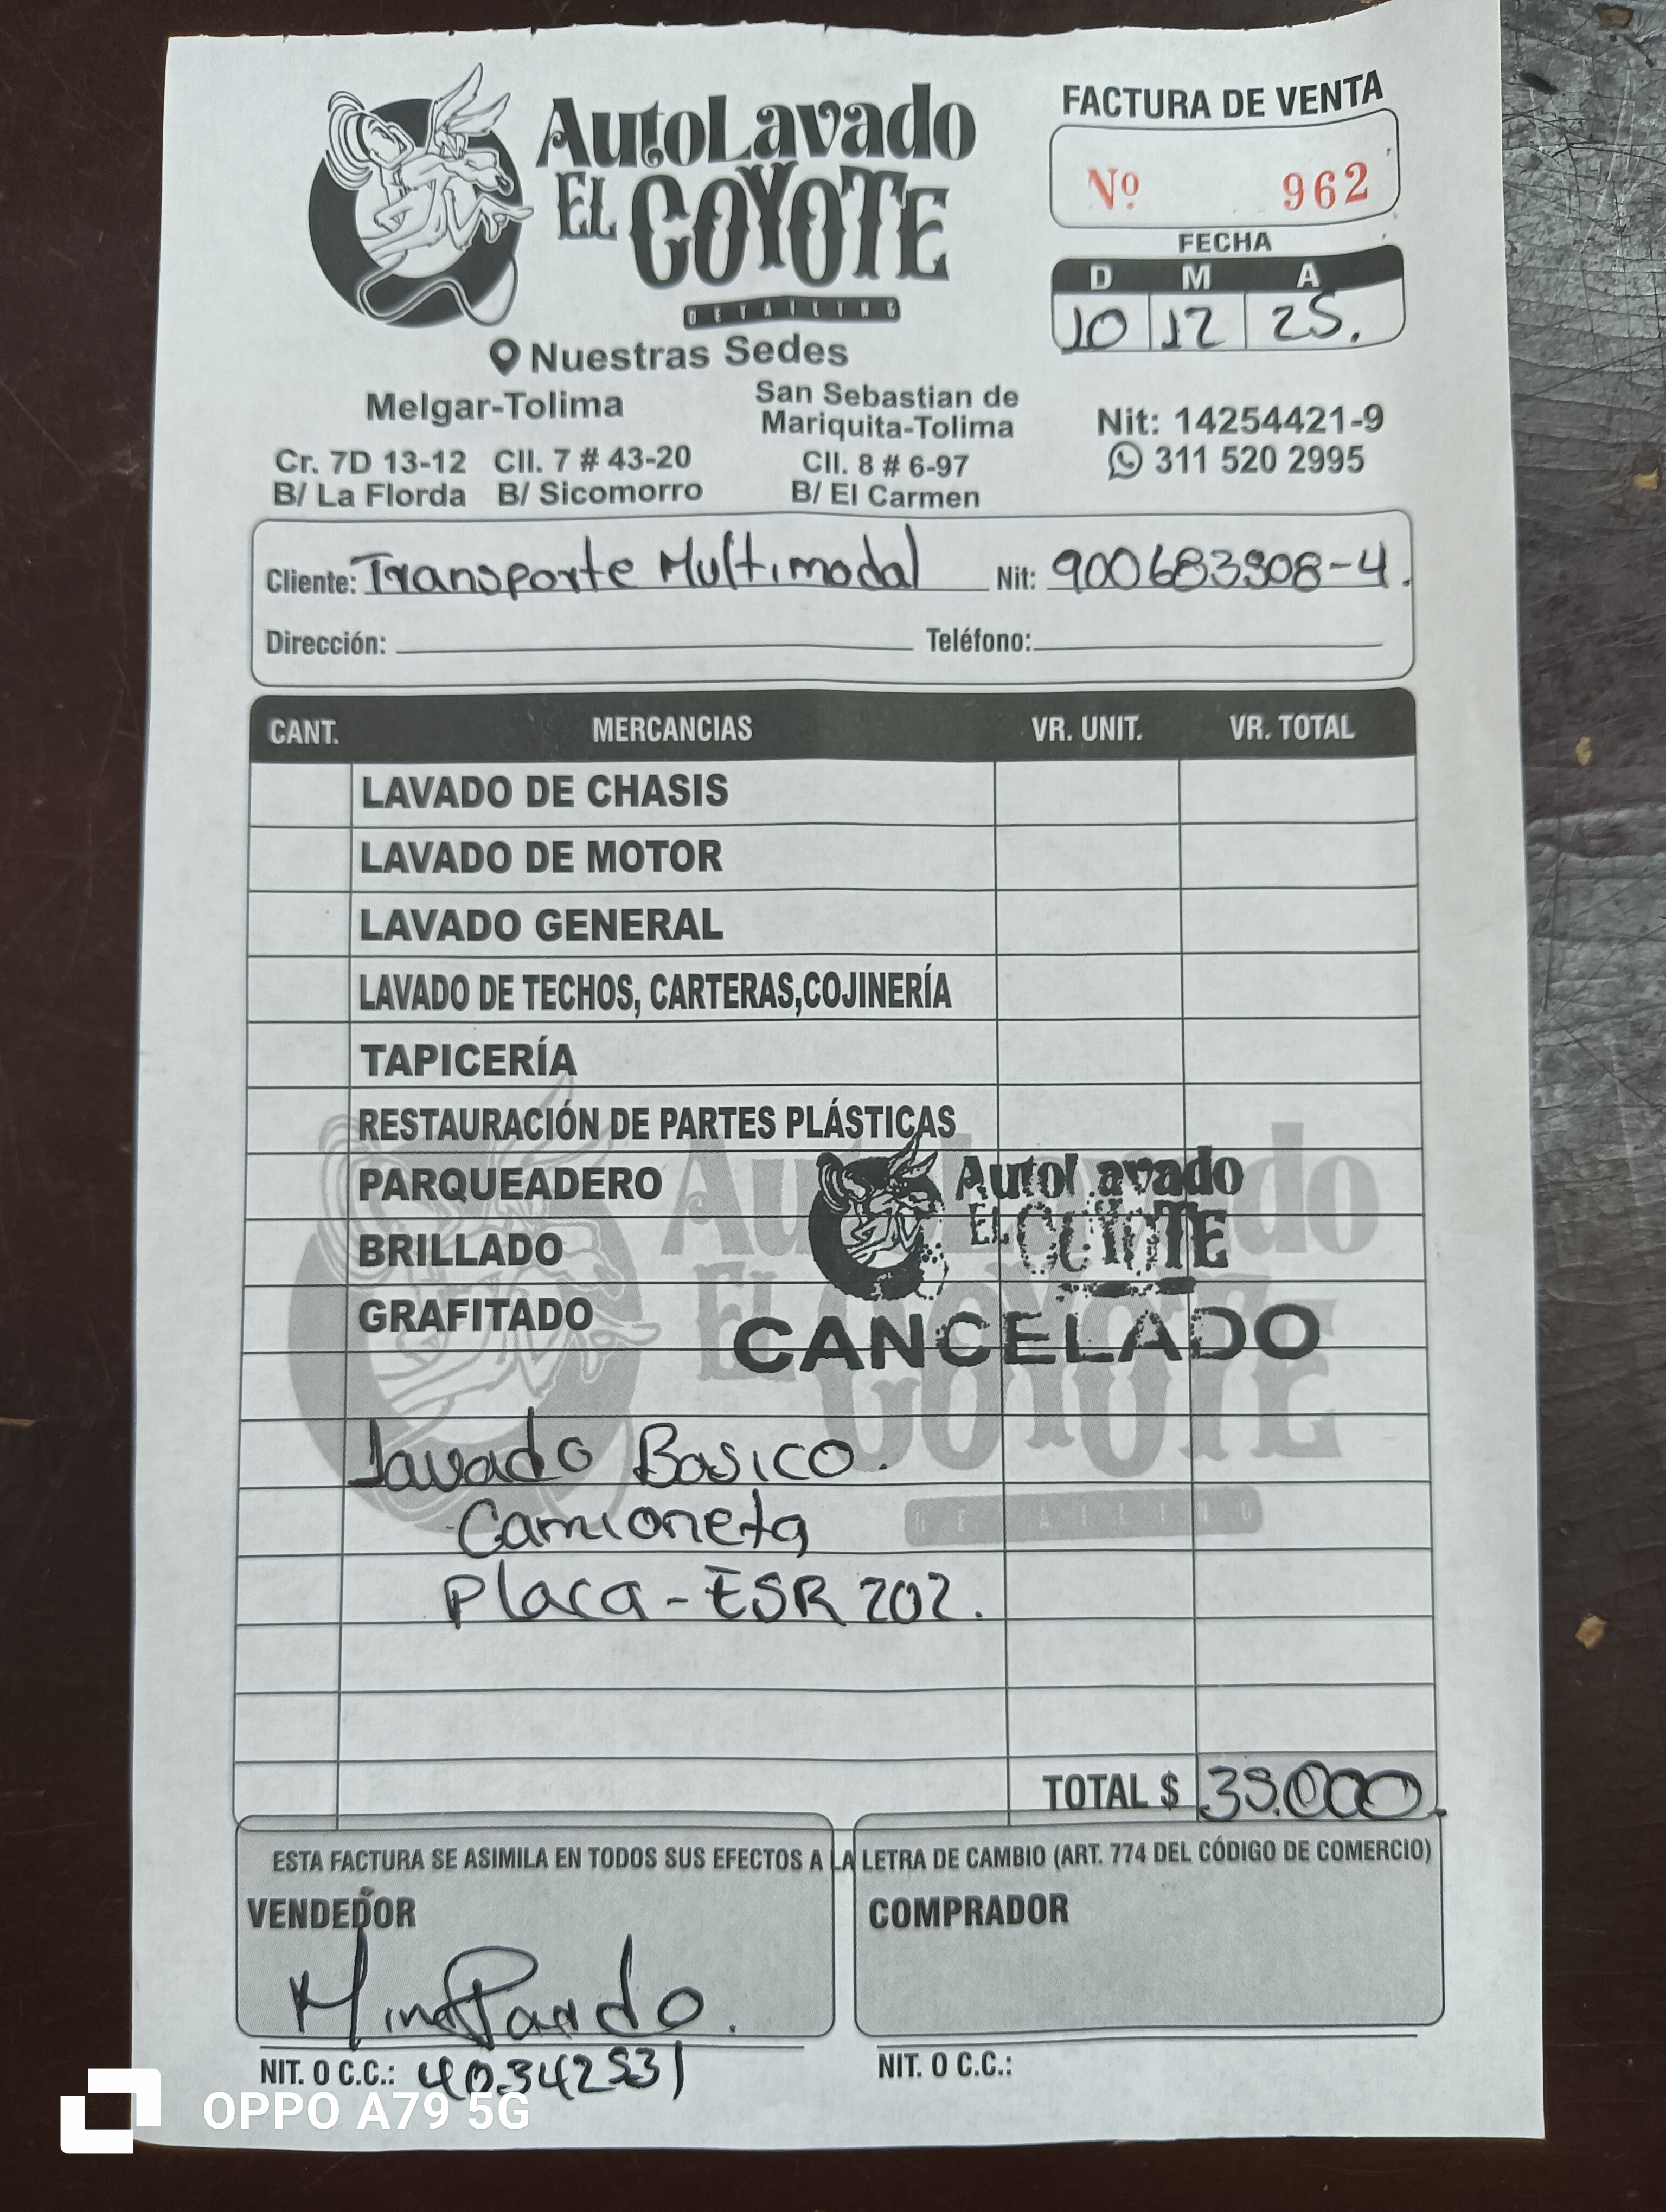 AutoLavado
EL COYOTE
DETAILING
FACTURA DE VENTA
Nº 962
FECHA
D M A
10 12 25.
Nuestras Sedes
Melgar-Tolima
San Sebastian de
Mariquita-Tolima
Cr. 7D 13-12 Cll. 7 # 43-20
B/ La Florda B/ Sicomorro
Cll. 8 # 6-97
B/ El Carmen
Nit: 14254421-9
311 520 2995
Cliente: Transporte Multimodal Nit: 900683508-4.
Dirección: Teléfono:
CANT. MERCANCIAS VR. UNIT. VR. TOTAL
LAVADO DE CHASIS
LAVADO DE MOTOR
LAVADO GENERAL
LAVADO DE TECHOS, CARTERAS,COJINERÍA
TAPICERÍA
RESTAURACIÓN DE PARTES PLÁSTICAS
PARQUEADERO
BRILLADO
GRAFITADO
AutoLavado
EL COYOTE
CANCELADO
AutoLavado
EL COYOTE
DETAILING
Lavado Basico.
Camioneta
Placa-ESR 202.
TOTAL $ 35.000.
ESTA FACTURA SE ASIMILA EN TODOS SUS EFECTOS A LA LETRA DE CAMBIO (ART. 774 DEL CÓDIGO DE COMERCIO)
VENDEDOR
COMPRADOR
Pardo.
NIT. O C.C.: 40342531
NIT. O C.C.:
OPPO A79 5G